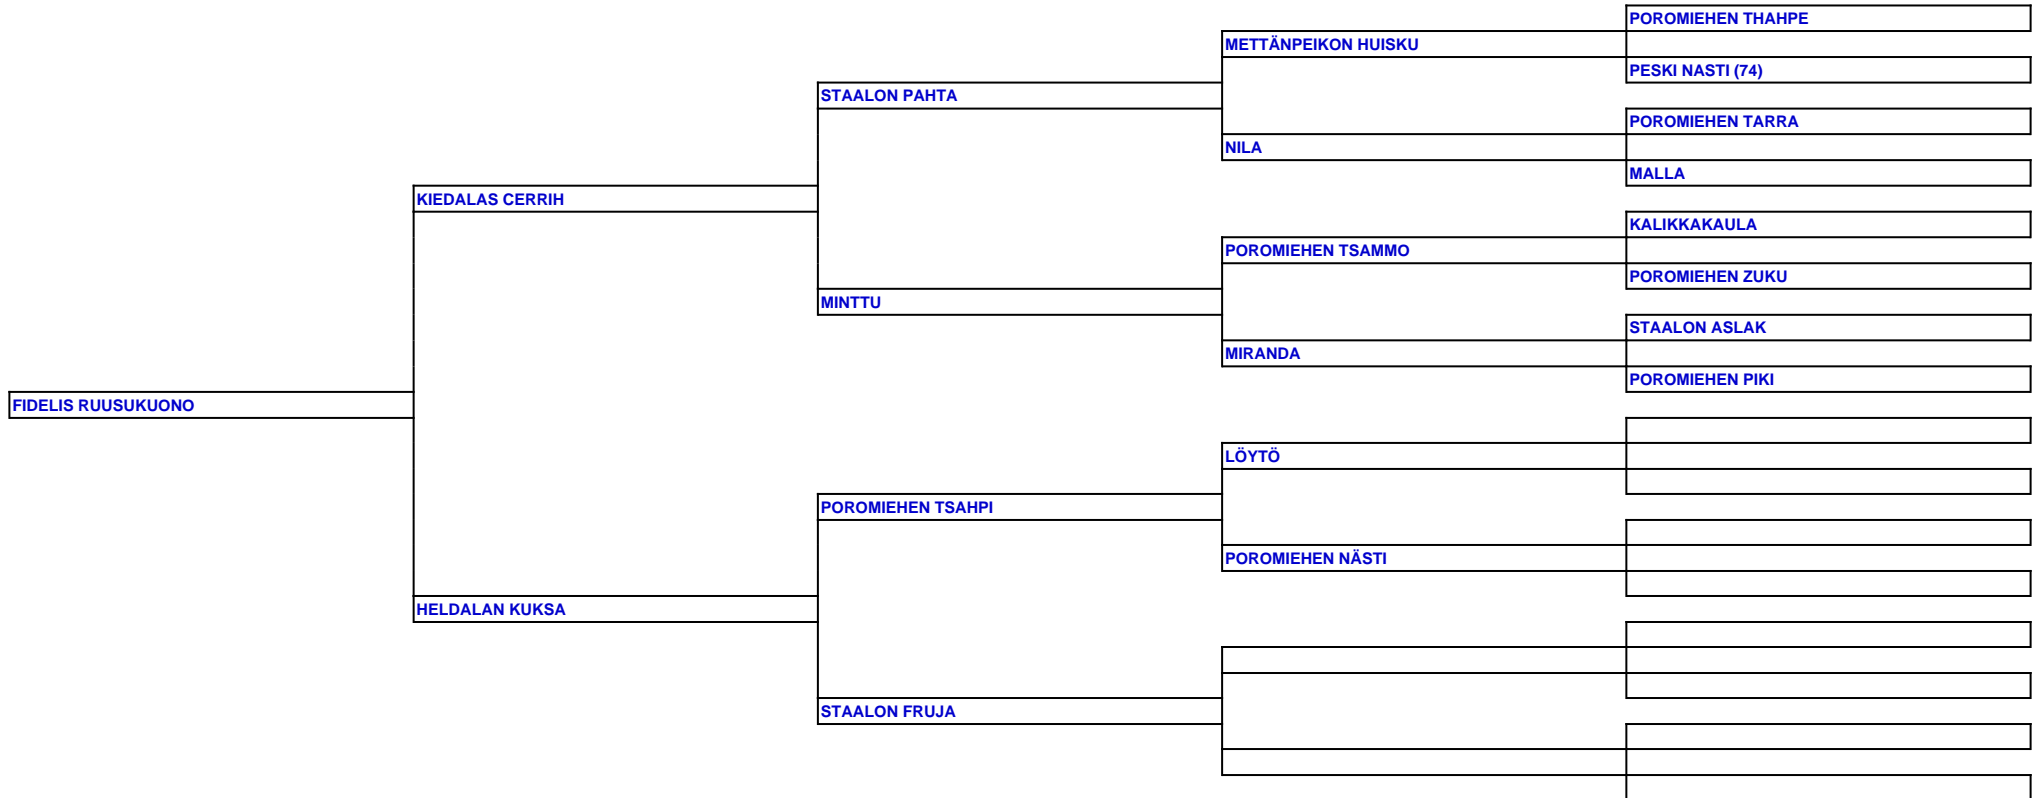 POROMIEHEN THAHPE
METTÄNPEIKON HUISKU
PESKI NASTI (74)
STAALON PAHTA
POROMIEHEN TARRA
NILA
MALLA
KIEDALAS CERRIH
KALIKKAKAULA
POROMIEHEN TSAMMO
POROMIEHEN ZUKU
MINTTU
STAALON ASLAK
MIRANDA
POROMIEHEN PIKI
FIDELIS RUUSUKUONO
LÖYTÖ
POROMIEHEN TSAHPI
POROMIEHEN NÄSTI
HELDALAN KUKSA
STAALON FRUJA